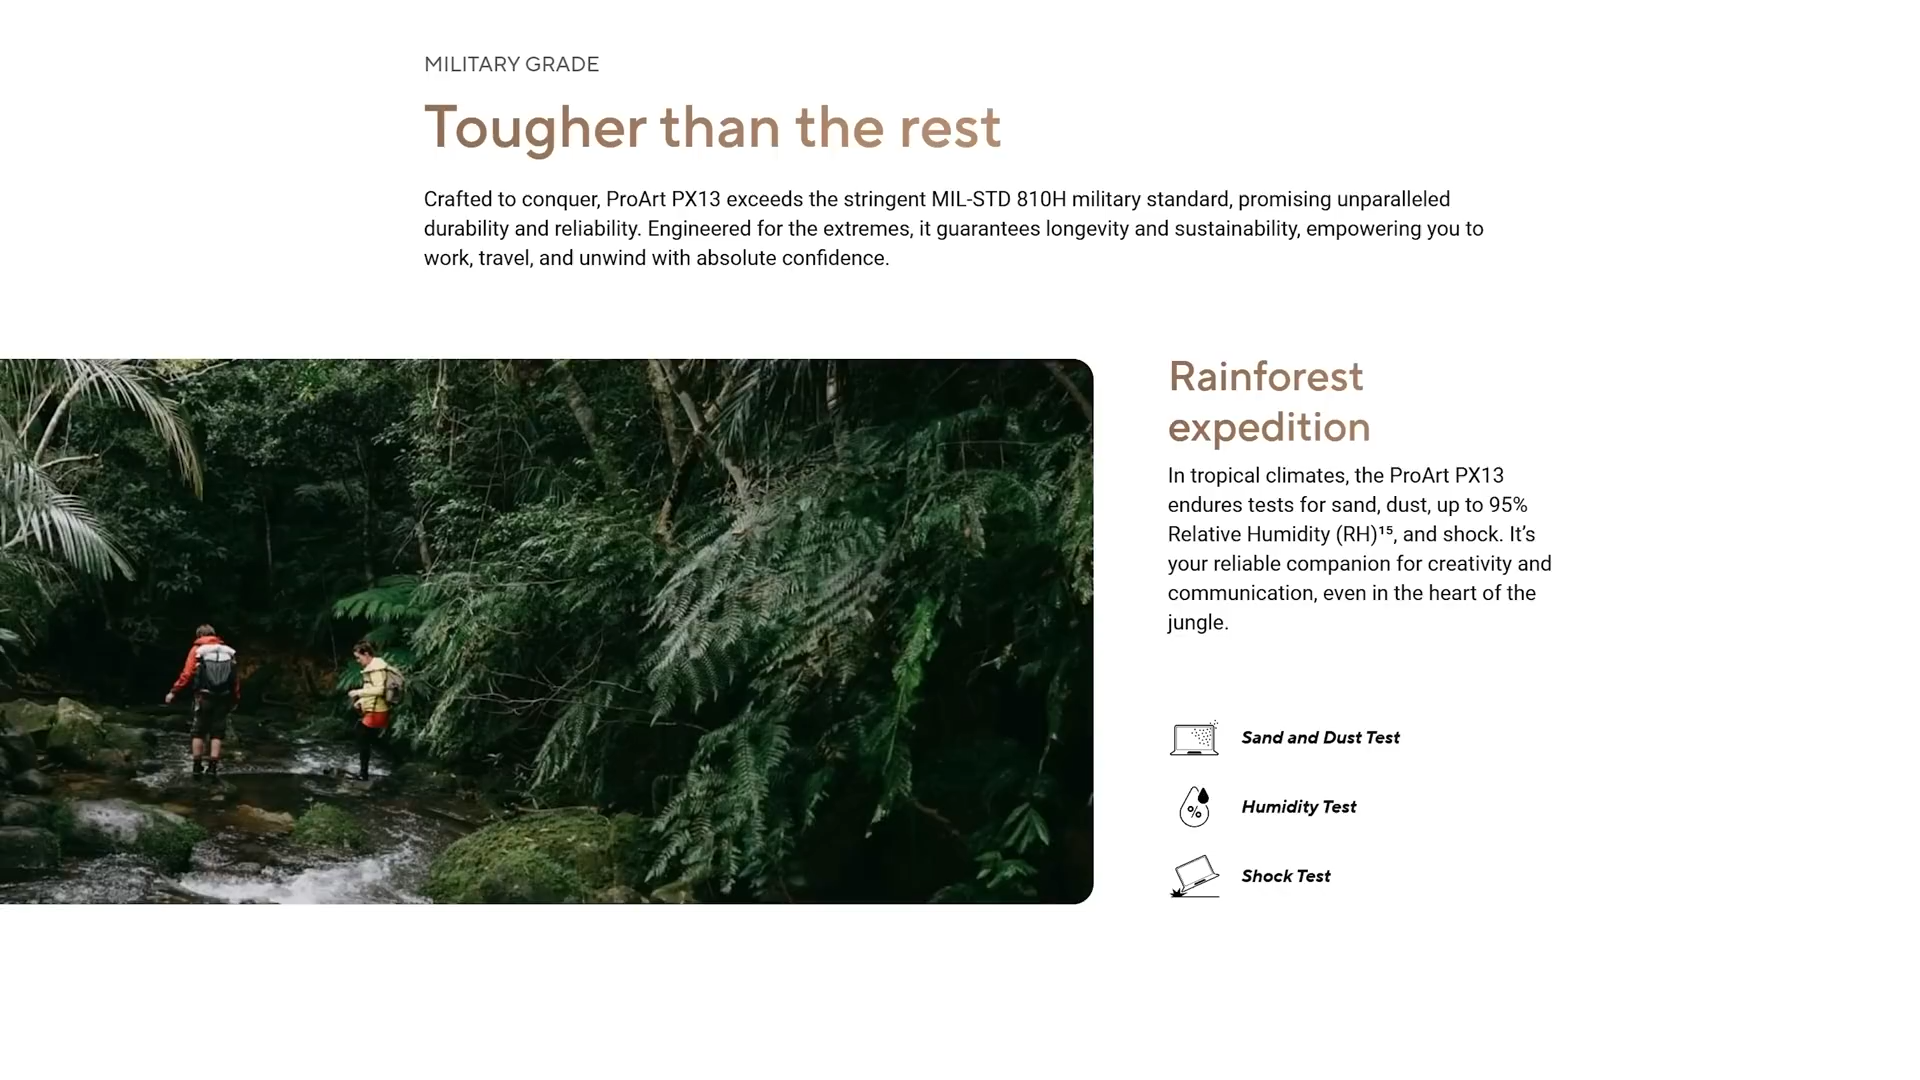 MILITARY GRADE
Tougher than the rest
Crafted to conquer, ProArt PX13 exceeds the stringent MIL-STD 810H military standard, promising unparalleled
durability and reliability. Engineered for the extremes, it guarantees longevity and sustainability, empowering you to
work, travel, and unwind with absolute confidence.
Rainforest
expedition
In tropical climates, the ProArt PX13
endures tests for sand, dust, up to 95%
Relative Humidity (RH)¹⁵, and shock. It’s
your reliable companion for creativity and
communication, even in the heart of the
jungle.
Sand and Dust Test
%
Humidity Test
Shock Test